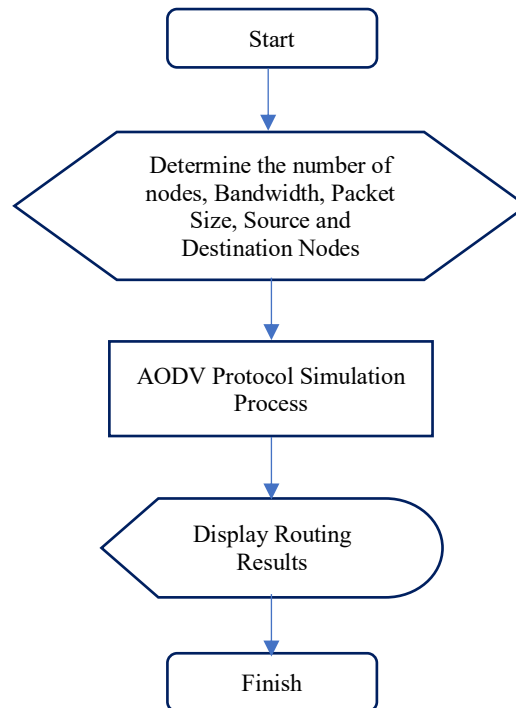 Start
Determine the number of
nodes, Bandwidth, Packet
Size, Source and
Destination Nodes
AODV Protocol Simulation
Process
Display Routing
Results
Finish